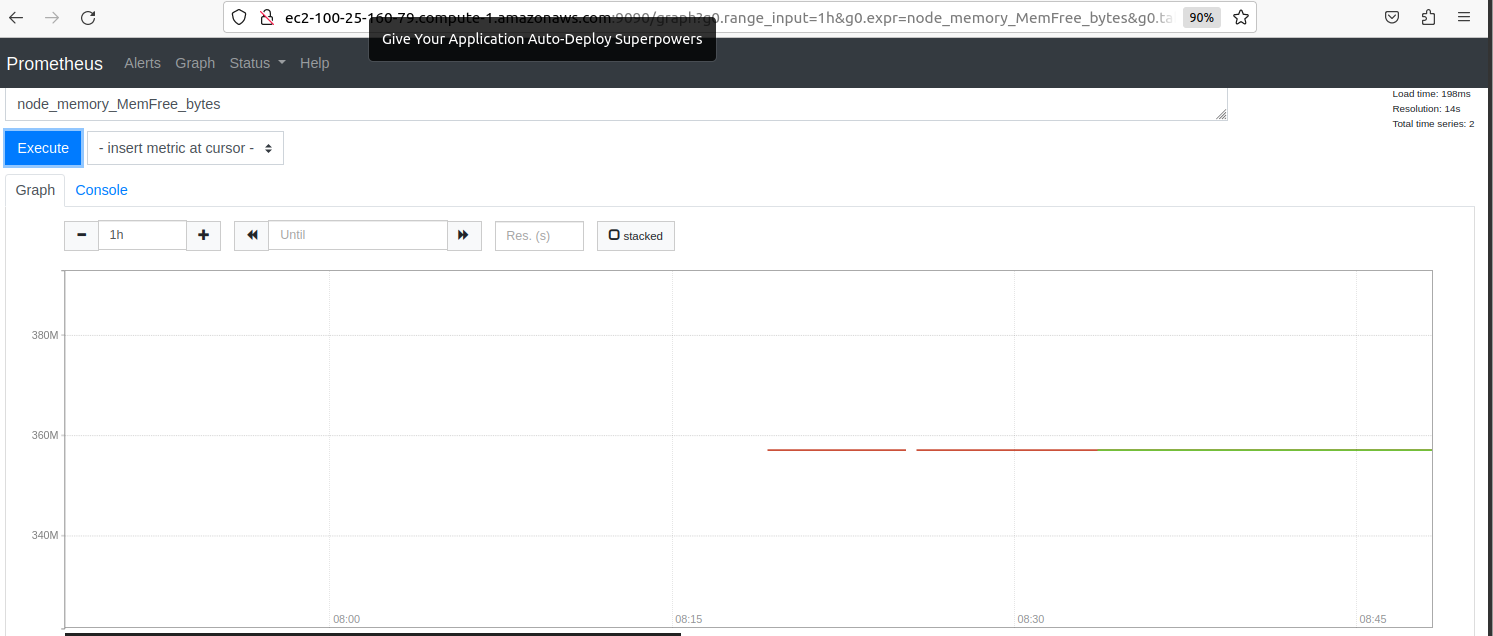 ec2-100-25-160-79.compute-1.amazonaws.com:9090/graph?g0.range_input=1h&g0.expr=node_memory_MemFree_bytes&g0.ta
90%
Give Your Application Auto-Deploy Superpowers
Prometheus Alerts Graph Status Help
node_memory_MemFree_bytes
Load time: 198ms
Resolution: 14s
Total time series: 2
Execute - insert metric at cursor -
Graph Console
1h Until Res. (s) stacked
380M
360M
340M
08:00 08:15 08:30 08:45